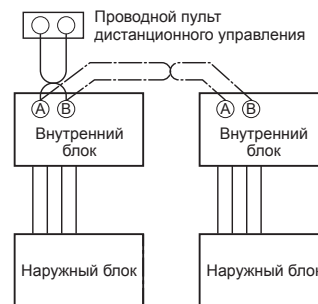 Проводной пульт
дистанционного управления
A B
A B
Внутренний
блок
Внутренний
блок
Наружный блок
Наружный блок